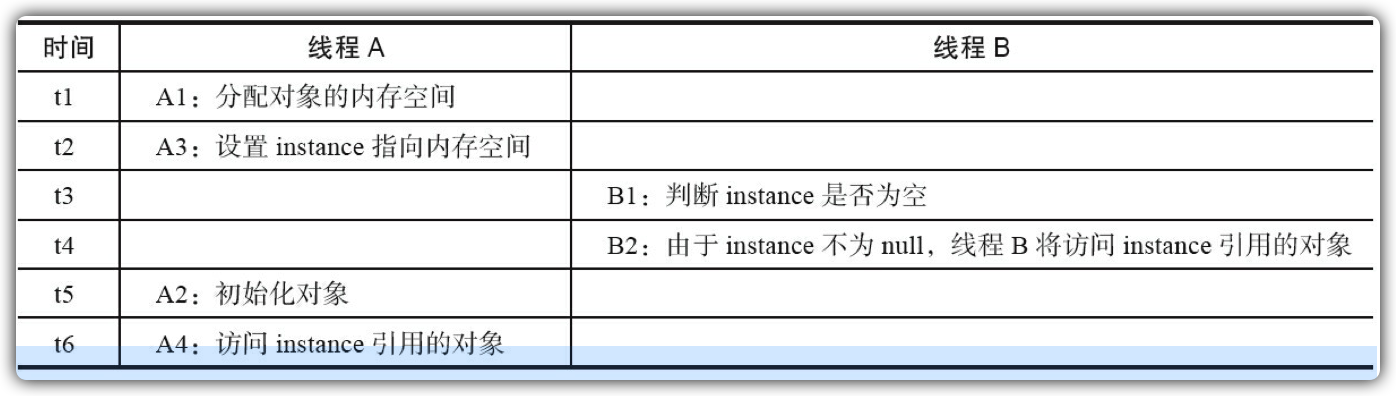 时间 线程 A 线程 B
t1 A1：分配对象的内存空间
t2 A3：设置 instance 指向内存空间
t3 B1：判断 instance 是否为空
t4 B2：由于 instance 不为 null，线程 B 将访问 instance 引用的对象
t5 A2：初始化对象
t6 A4：访问 instance 引用的对象